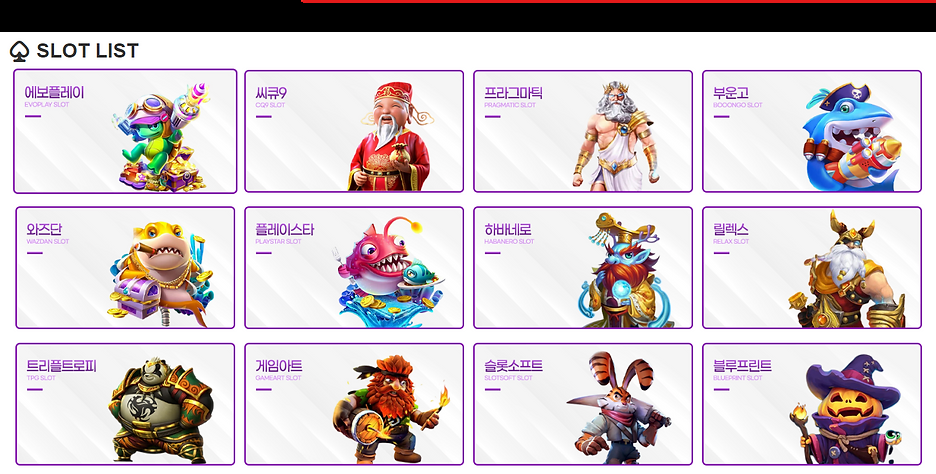 SLOT LIST
에보플레이
EVOPLAY SLOT
씨큐9
CQ9 SLOT
프라그마틱
PRAGMATIC SLOT
부운고
BOOONGO SLOT
와즈단
WAZDAN SLOT
플레이스타
PLAYSTAR SLOT
하바네로
HABANERO SLOT
릴렉스
RELAX SLOT
트리플트로피
TPG SLOT
게임아트
GAMEART SLOT
슬롯소프트
SLOTSOFT SLOT
블루프린트
BLUEPRINT SLOT